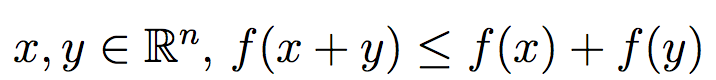 x, y ∈ ℝⁿ, f(x + y) ≤ f(x) + f(y)